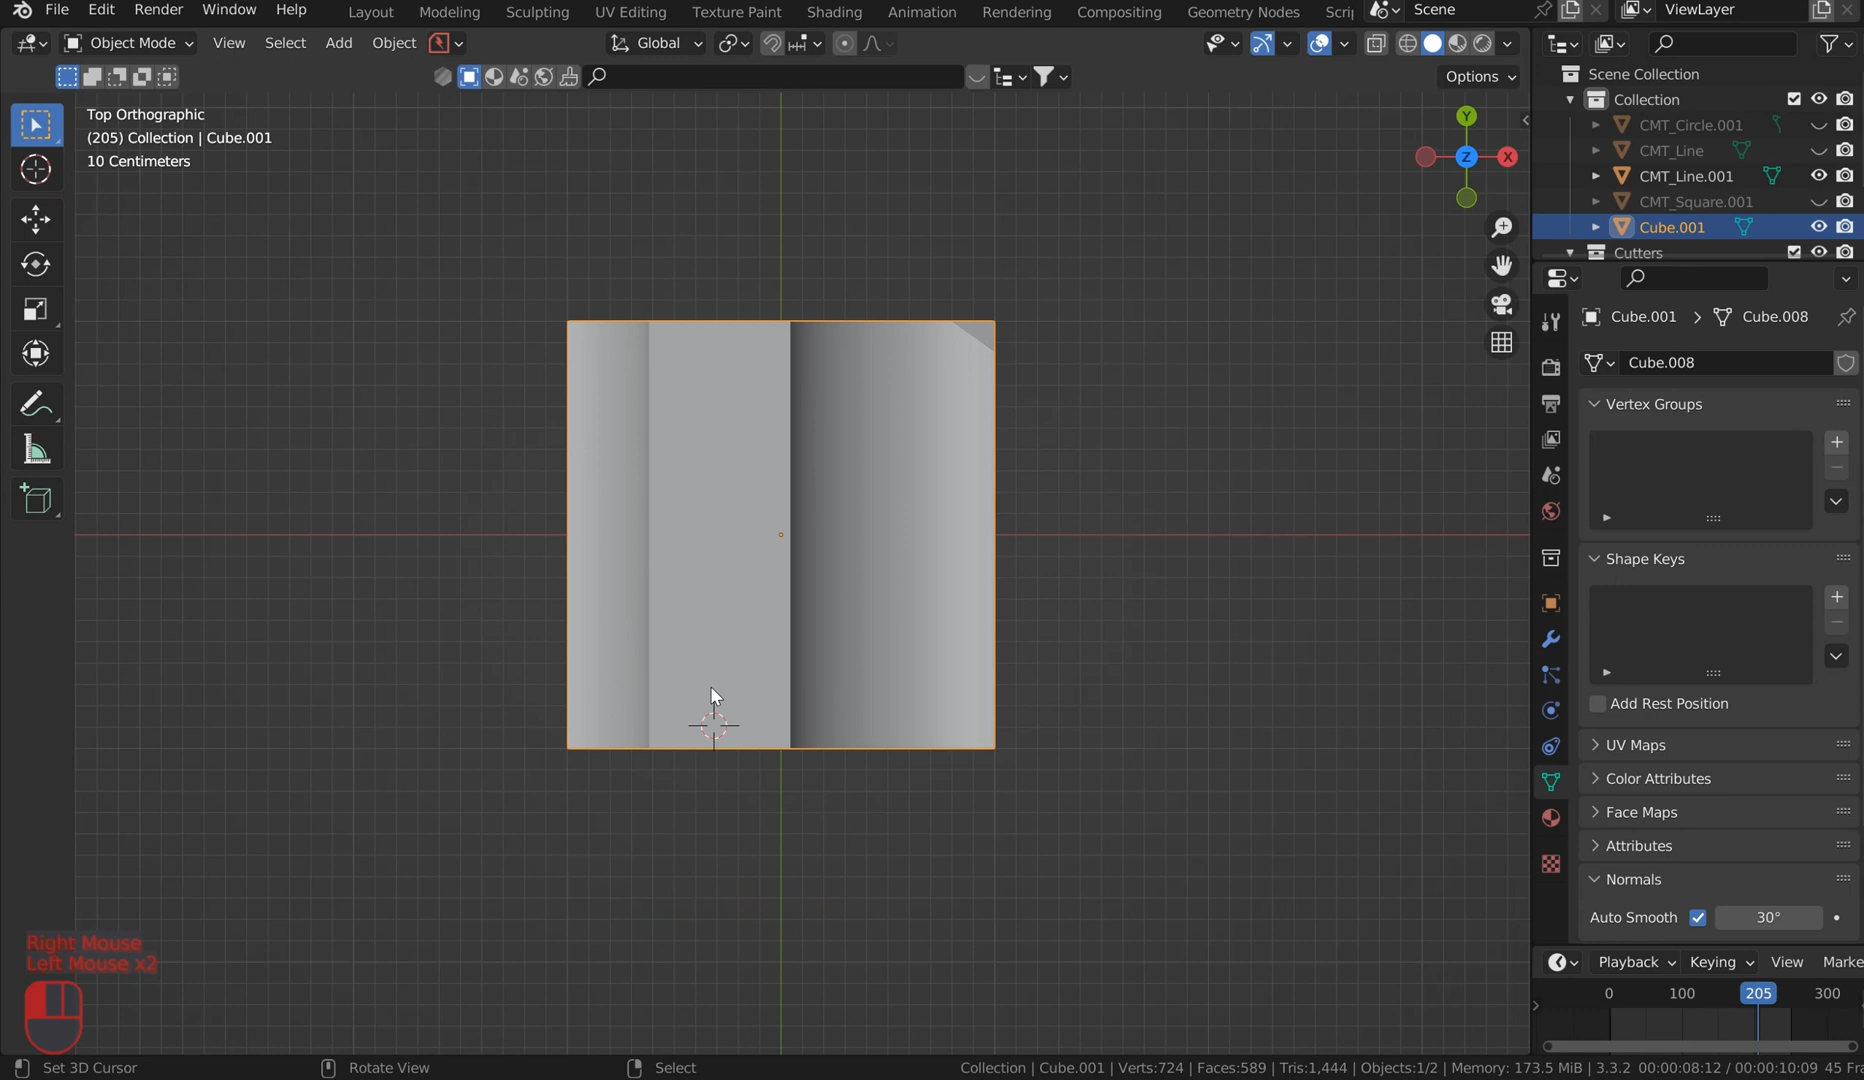 File Edit Render Window Help Layout Modeling Sculpting UV Editing Texture Paint Shading Animation Rendering Compositing Geometry Nodes Scri Scene ViewLayer
Object Mode View Select Add Object Global
Options
Top Orthographic
(205) Collection | Cube.001
10 Centimeters
Y
Z
X
Scene Collection
Collection
CMT_Circle.001
CMT_Line
CMT_Line.001
CMT_Square.001
Cube.001
Cutters
Cube.001 > Cube.008
Cube.008
Vertex Groups
Shape Keys
Add Rest Position
UV Maps
Color Attributes
Face Maps
Attributes
Normals
Auto Smooth 30°
Right Mouse
Left Mouse x2
Playback Keying View Marke
0 100 205 300
Set 3D Cursor Rotate View Select Collection | Cube.001 | Verts:724 | Faces:589 | Tris:1,444 | Objects:1/2 | Memory: 173.5 MiB | 3.3.2 00:00:08:12 / 00:00:10:09 45 Fra